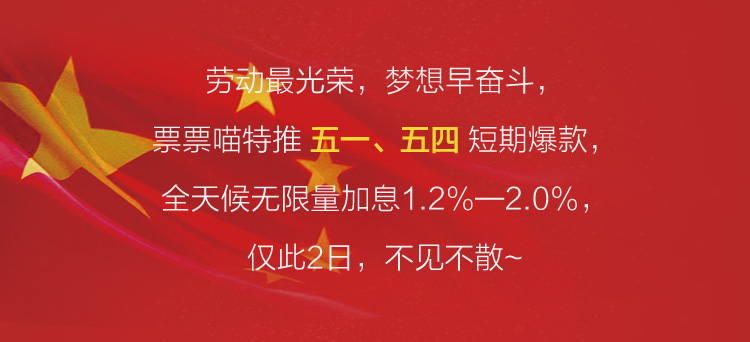 劳动最光荣，梦想早奋斗，
票票喵特推 五一、五四 短期爆款，
全天候无限量加息1.2%—2.0%，
仅此2日，不见不散~